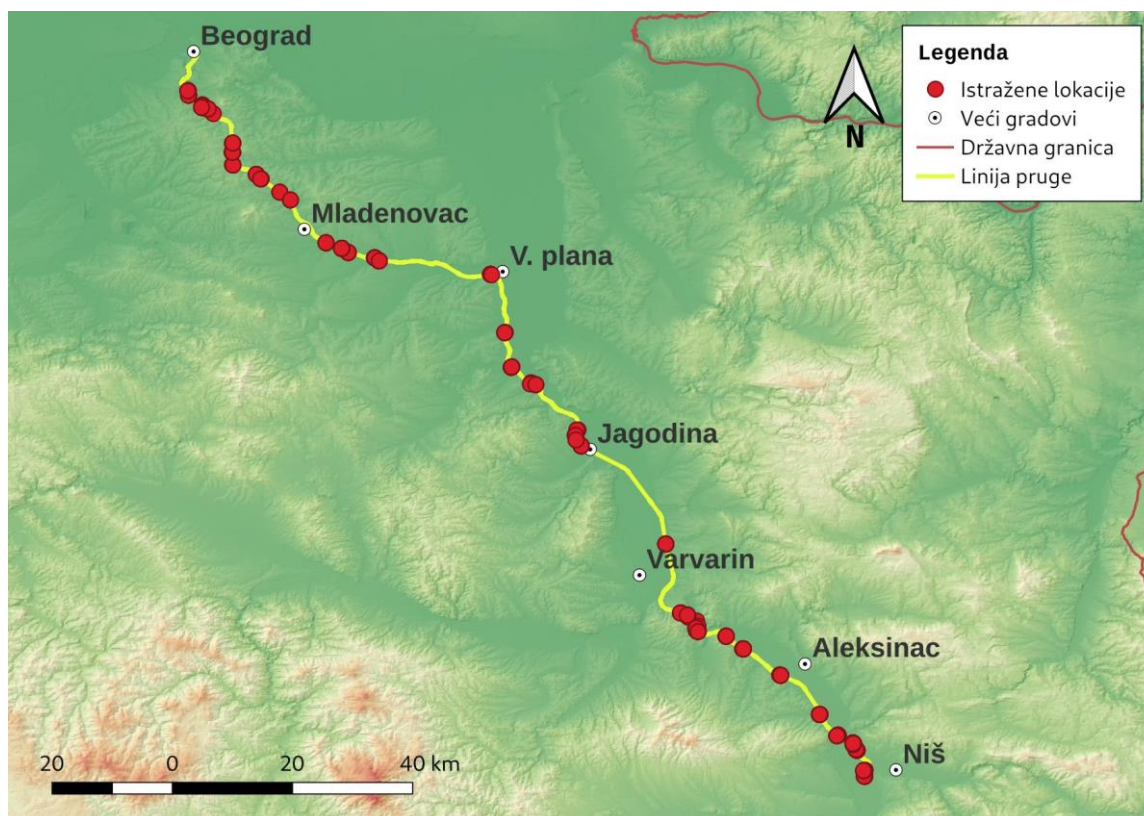 Beograd
Legenda
Istražene lokacije
Veći gradovi
Državna granica
Linija pruge
N
Mladenovac
V. plana
Jagodina
Varvarin
Aleksinac
Niš
20 0 20 40 km